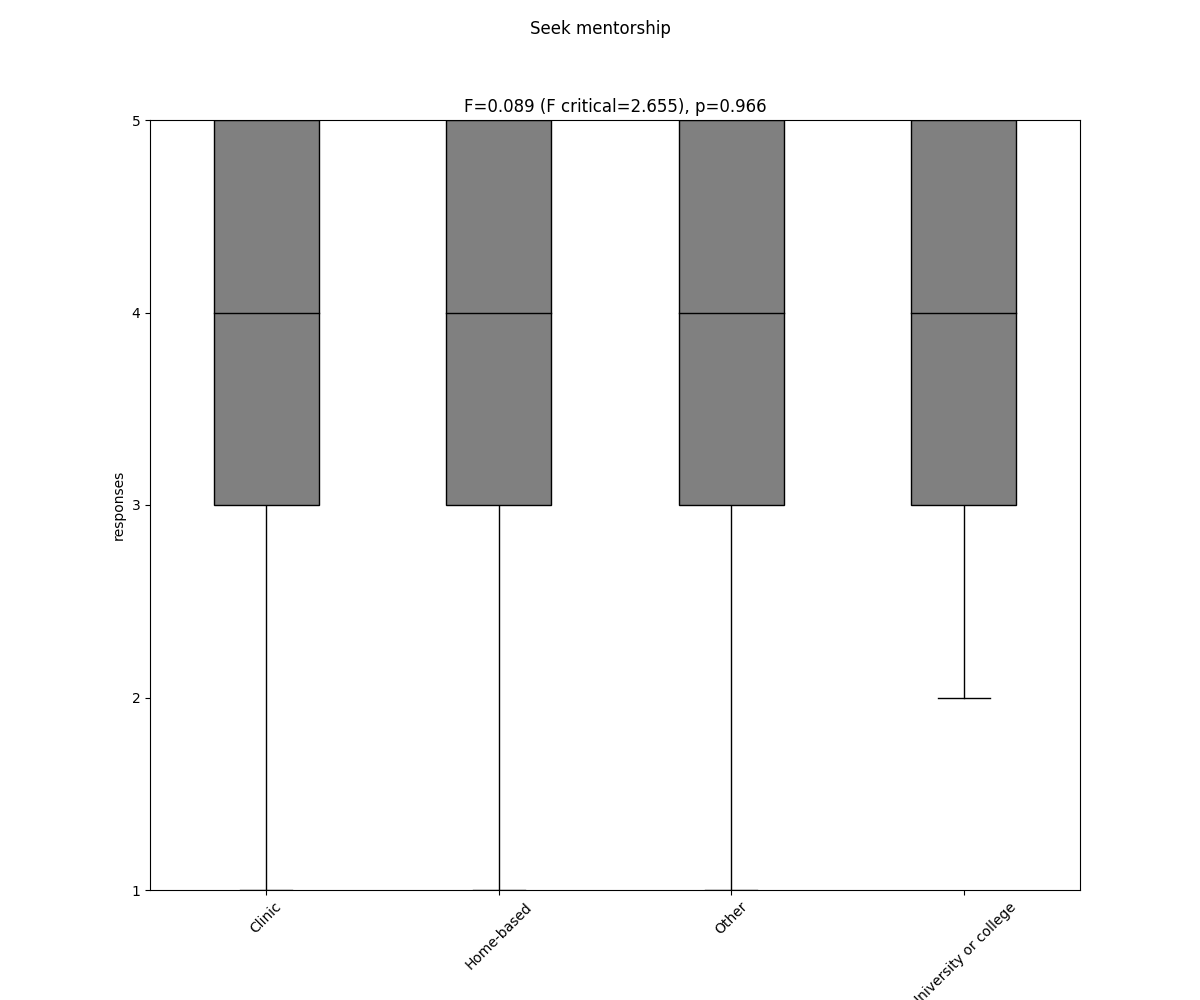 Seek mentorship
F=0.089 (F critical=2.655), p=0.966
5
4
3
2
1
responses
Clinic
Home-based
Other
niversity or college